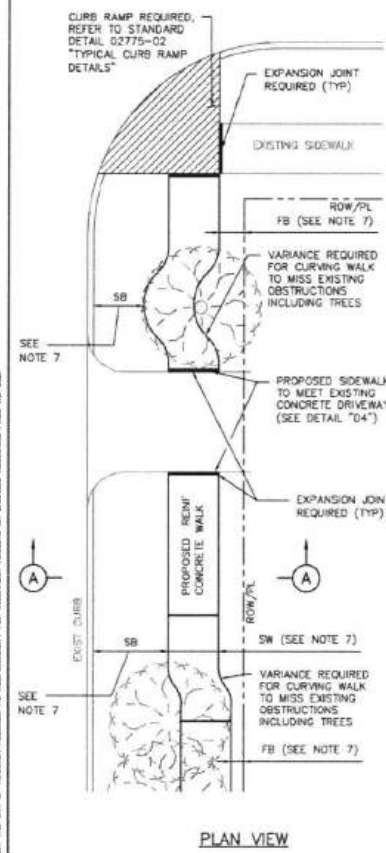 CURB RAMP REQUIRED,
REFER TO STANDARD
DETAIL 02775-02
"TYPICAL CURB RAMP
DETAILS"
EXPANSION JOINT
REQUIRED (TYP)
EXISTING SIDEWALK
ROW/PL
FB (SEE NOTE 7)
VARIANCE REQUIRED
FOR CURVING WALK
TO MISS EXISTING
OBSTRUCTIONS
INCLUDING TREES
SB
SEE
NOTE 7
PROPOSED SIDEWALK
TO MEET EXISTING
CONCRETE DRIVEWAY
(SEE DETAIL "D4")
EXPANSION JOINT
REQUIRED (TYP)
PROPOSED REINF
CONCRETE WALK
A
A
ROW/PL
EXIST CURB
SB
SW (SEE NOTE 7)
SEE
NOTE 7
VARIANCE REQUIRED
FOR CURVING WALK
TO MISS EXISTING
OBSTRUCTIONS
INCLUDING TREES
FB (SEE NOTE 7)
PLAN VIEW